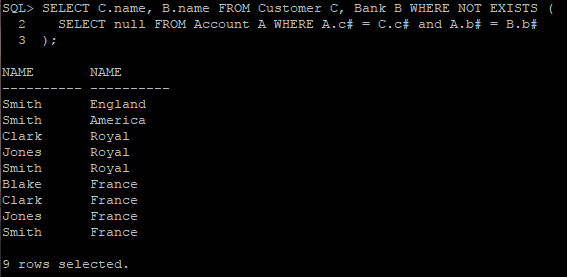 SQL> SELECT C.name, B.name FROM Customer C, Bank B WHERE NOT EXISTS (
  2    SELECT null FROM Account A WHERE A.c# = C.c# and A.b# = B.b#
  3  );
NAME       NAME
---------- ----------
Smith      England
Smith      America
Clark      Royal
Jones      Royal
Smith      Royal
Blake      France
Clark      France
Jones      France
Smith      France
9 rows selected.